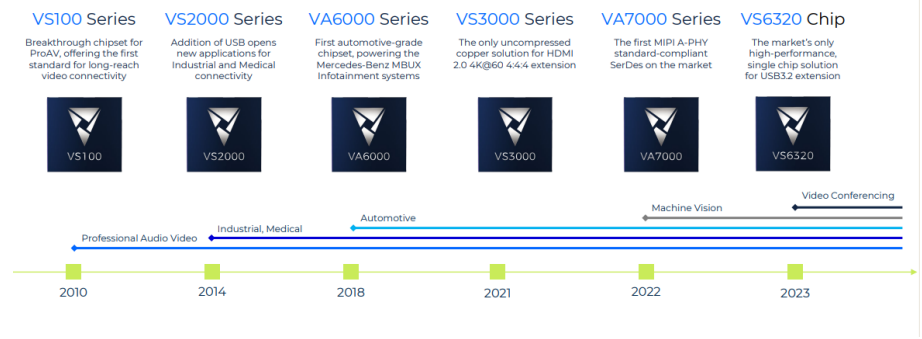 VS100 Series
Breakthrough chipset for
ProAV, offering the first
standard for long-reach
video connectivity
VS2000 Series
Addition of USB opens
new applications for
Industrial and Medical
connectivity
VA6000 Series
First automotive-grade
chipset, powering the
Mercedes-Benz MBUX
Infotainment systems
VS3000 Series
The only uncompressed
copper solution for HDMI
2.0 4K@60 4:4:4 extension
VA7000 Series
The first MIPI A-PHY
standard-compliant
SerDes on the market
VS6320 Chip
The market's only
high-performance,
single chip solution
for USB3.2 extension
VS100
VS2000
VA6000
VS3000
VA7000
VS6320
Video Conferencing
Machine Vision
Automotive
Industrial, Medical
Professional Audio Video
2010
2014
2018
2021
2022
2023